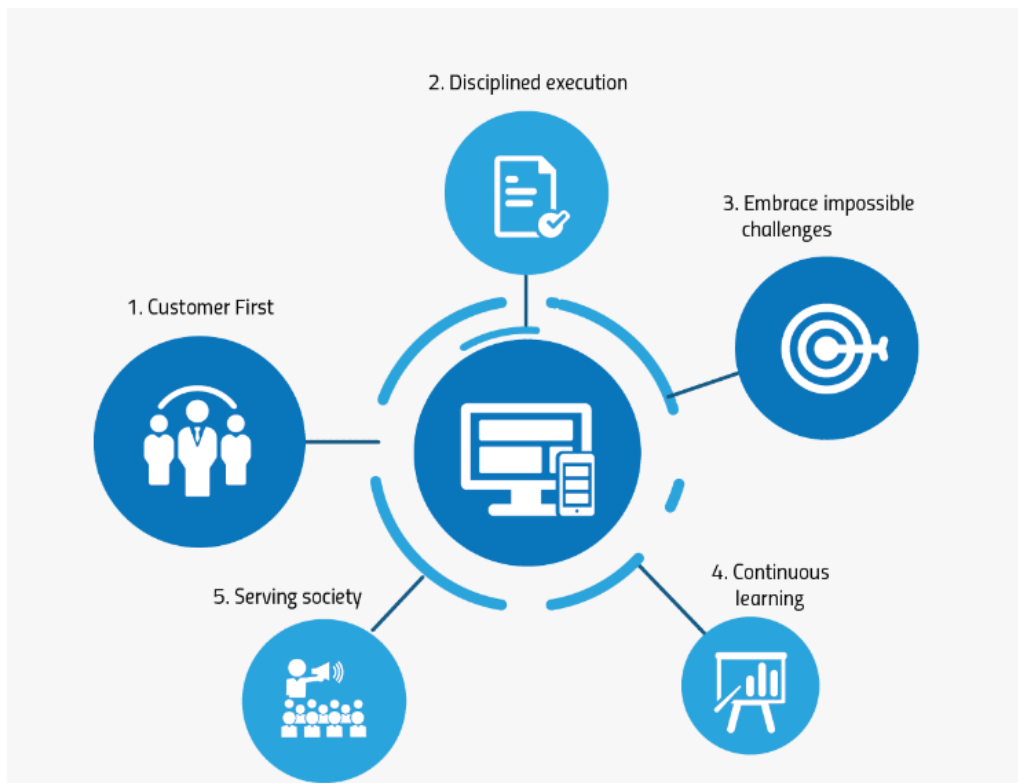 1. Customer First
2. Disciplined execution
3. Embrace impossible
challenges
4. Continuous
learning
5. Serving society